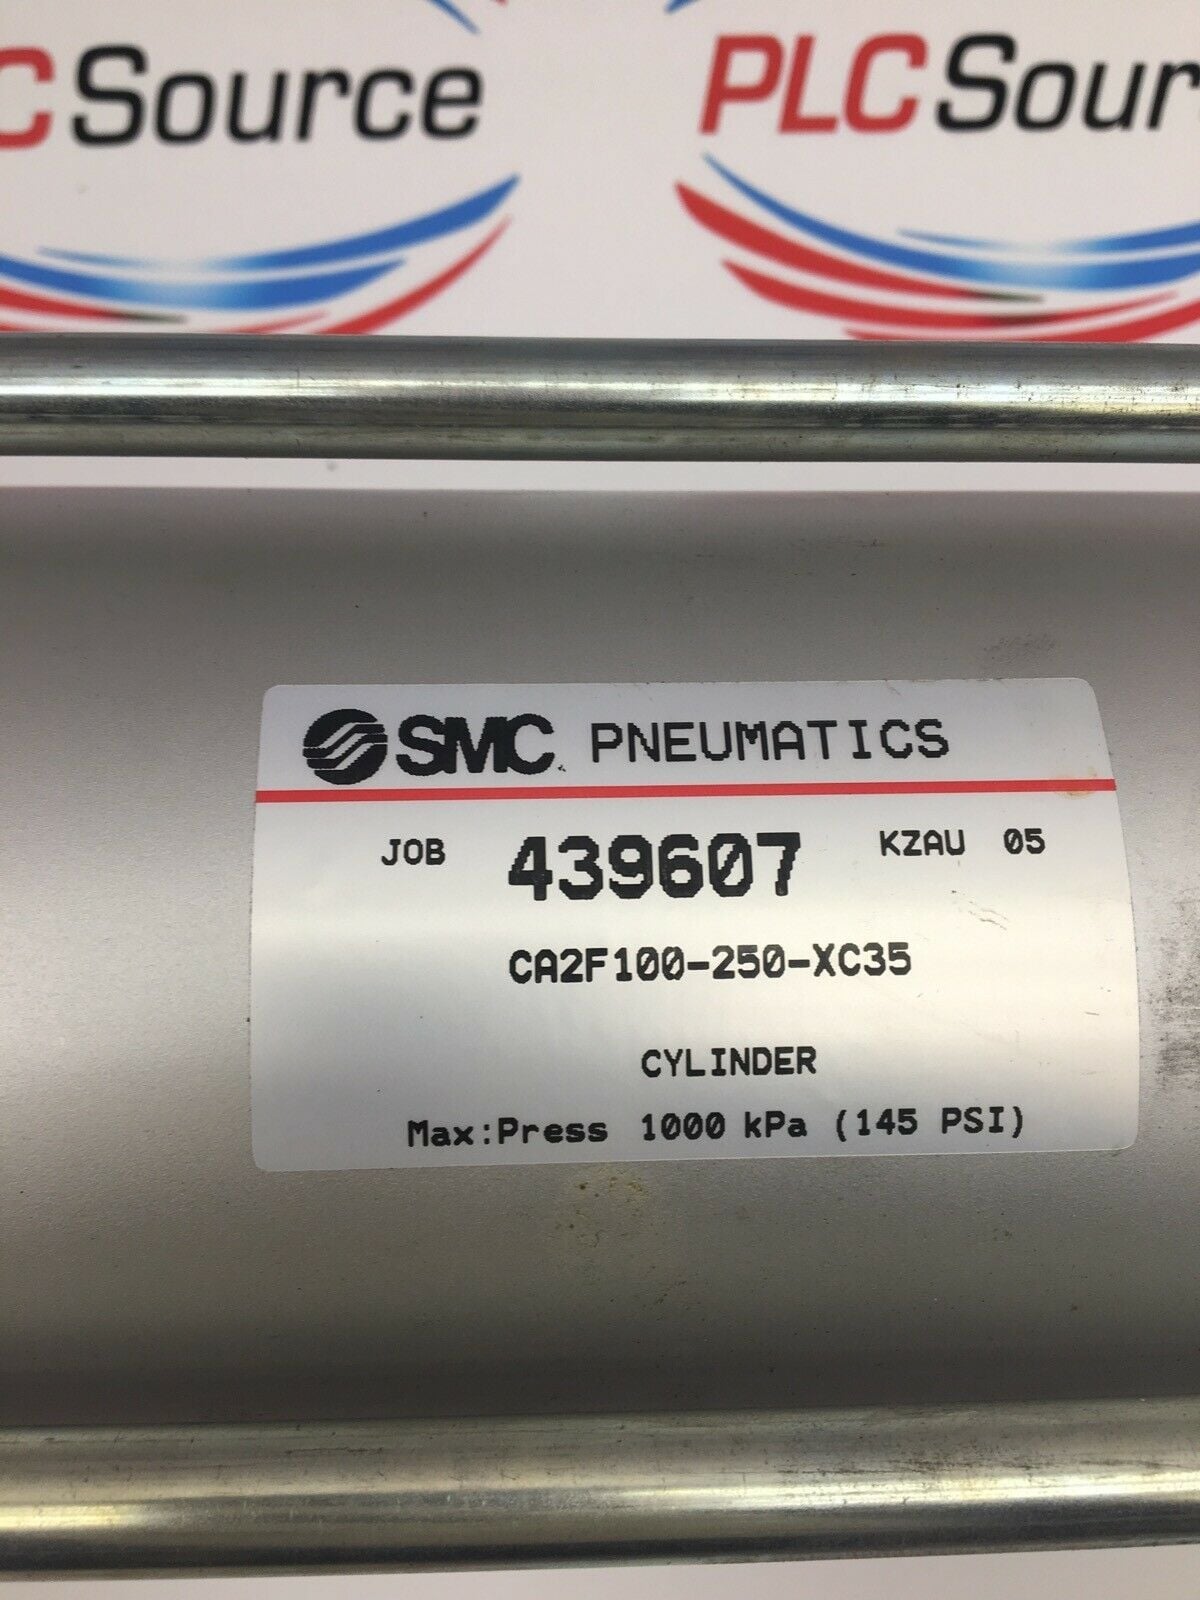 C Source
PLC Sour
SMC PNEUMATICS
JOB 439607 KZAU 05
CA2F100-250-XC35
CYLINDER
Max:Press 1000 kPa (145 PSI)